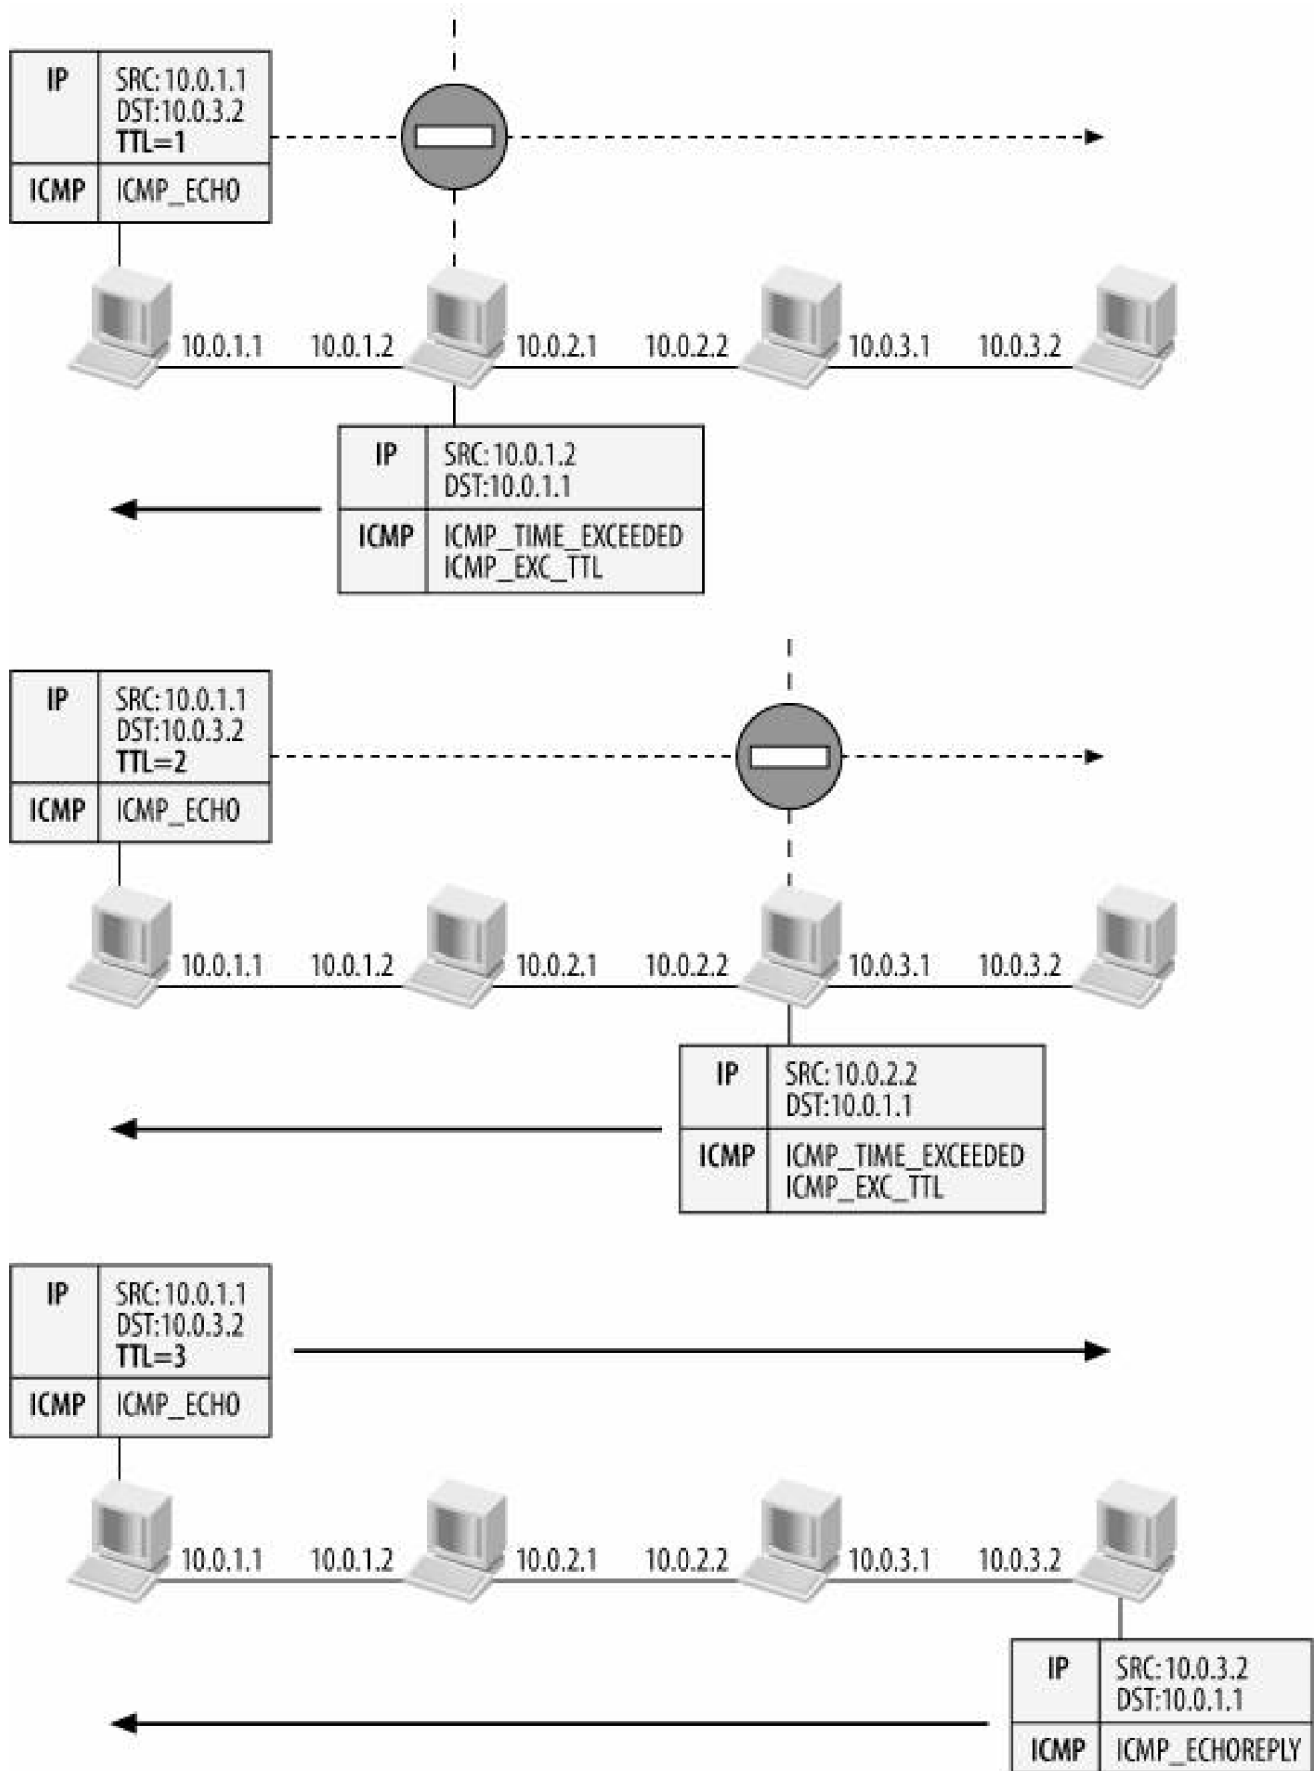 IP SRC: 10.0.1.1
DST:10.0.3.2
TTL=1
ICMP ICMP_ECHO
10.0.1.1 10.0.1.2 10.0.2.1 10.0.2.2 10.0.3.1 10.0.3.2
IP SRC: 10.0.1.2
DST:10.0.1.1
ICMP ICMP_TIME_EXCEEDED
ICMP_EXC_TTL
IP SRC: 10.0.1.1
DST:10.0.3.2
TTL=2
ICMP ICMP_ECHO
10.0.1.1 10.0.1.2 10.0.2.1 10.0.2.2 10.0.3.1 10.0.3.2
IP SRC: 10.0.2.2
DST:10.0.1.1
ICMP ICMP_TIME_EXCEEDED
ICMP_EXC_TTL
IP SRC: 10.0.1.1
DST:10.0.3.2
TTL=3
ICMP ICMP_ECHO
10.0.1.1 10.0.1.2 10.0.2.1 10.0.2.2 10.0.3.1 10.0.3.2
IP SRC: 10.0.3.2
DST:10.0.1.1
ICMP ICMP_ECHOREPLY